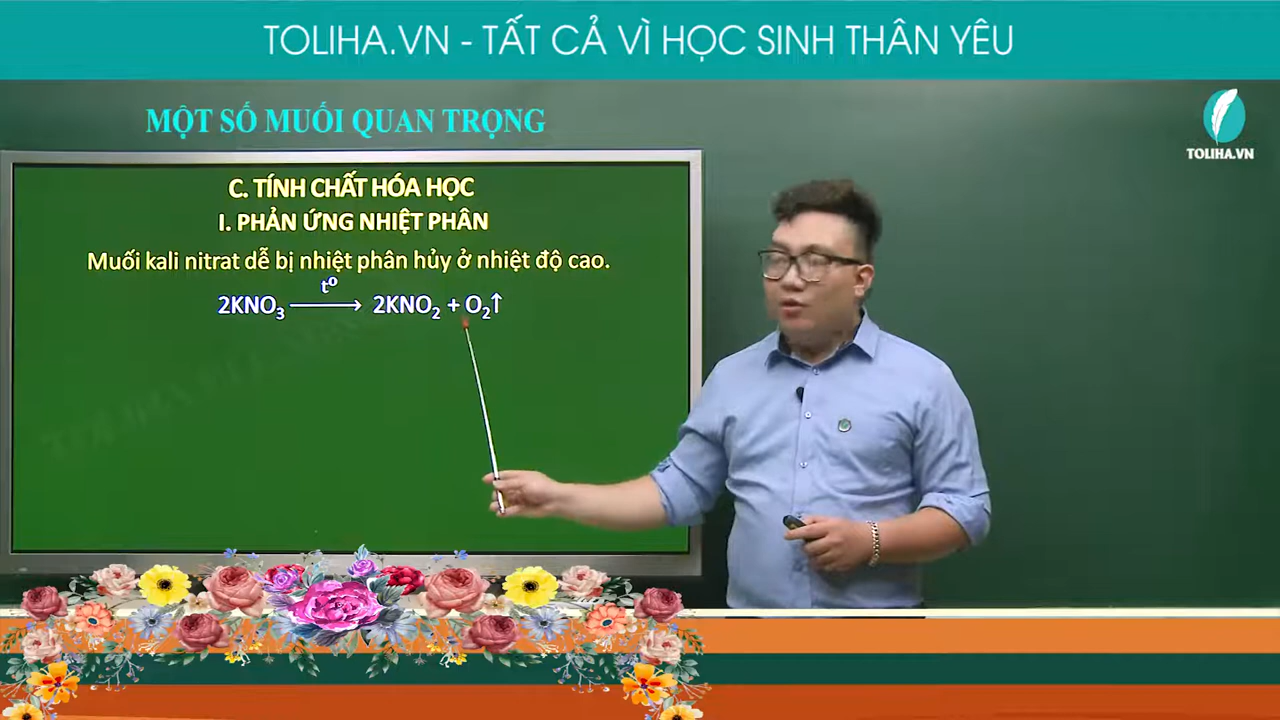 TOLIHA.VN - TẤT CẢ VÌ HỌC SINH THÂN YÊU
MỘT SỐ MUỐI QUAN TRỌNG
TOLIHA.VN
C. TÍNH CHẤT HÓA HỌC
I. PHẢN ỨNG NHIỆT PHÂN
Muối kali nitrat dễ bị nhiệt phân hủy ở nhiệt độ cao.
2KNO₃ —tº→ 2KNO₂ + O₂↑